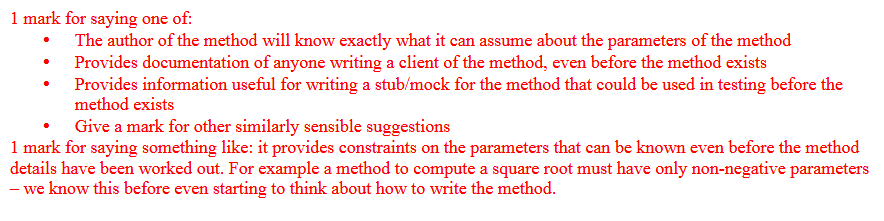 1 mark for saying one of:
• The author of the method will know exactly what it can assume about the parameters of the method
• Provides documentation of anyone writing a client of the method, even before the method exists
• Provides information useful for writing a stub/mock for the method that could be used in testing before the
method exists
• Give a mark for other similarly sensible suggestions
1 mark for saying something like: it provides constraints on the parameters that can be known even before the method
details have been worked out. For example a method to compute a square root must have only non-negative parameters
– we know this before even starting to think about how to write the method.